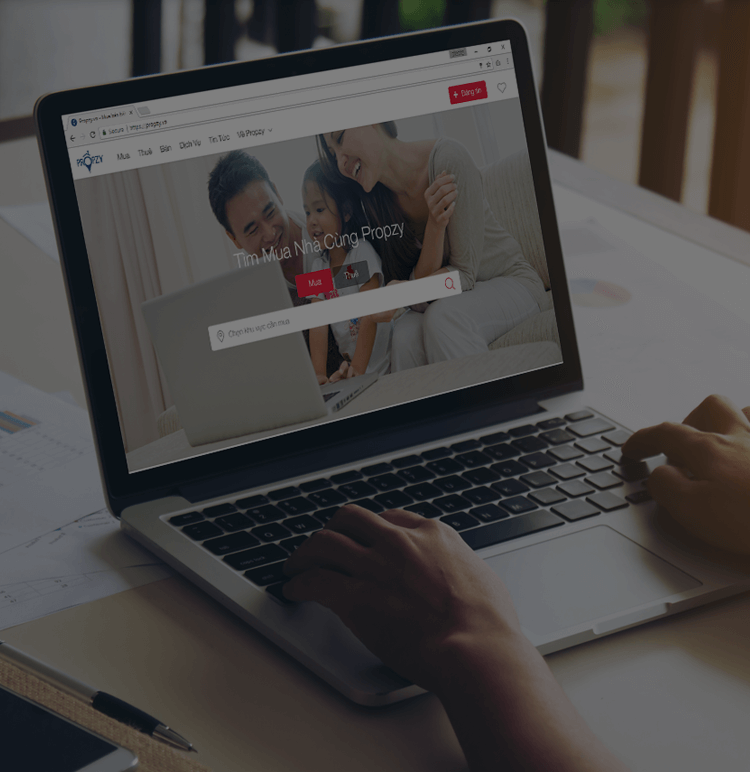 Propzy.vn - Mua bán
Secure | https://propzy.vn
+ Đăng tin
PROPZY
Mua Thuê Bán Dịch Vụ Tin Tức Về Propzy
Tìm Mua Nhà Cùng Propzy
Mua Thuê
Chọn khu vực cần mua